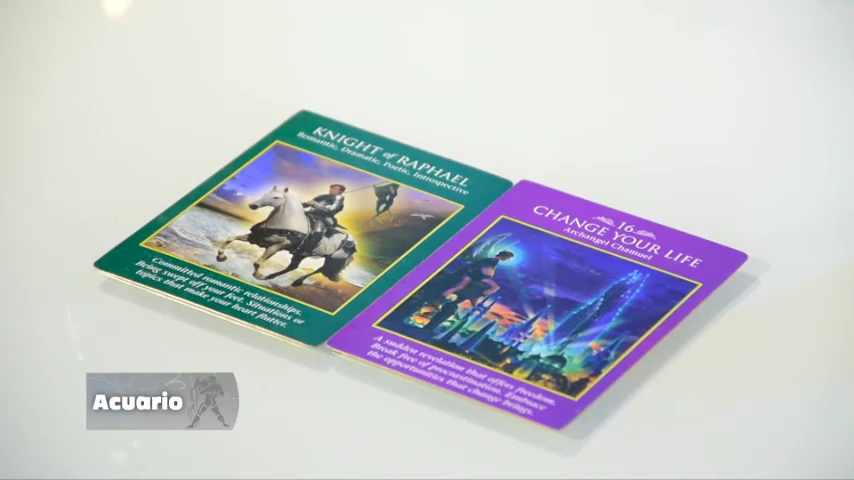 KNIGHT of RAPHAEL
Romantic, Dramatic, Poetic, Introspective
Committed romantic relationships.
Being swept off your feet. Situations or
topics that make your heart flutter.
16
CHANGE YOUR LIFE
Archangel Chamuel
A sudden revelation that offers freedom.
Break free of procrastination. Embrace
the opportunities that change brings.
Acuario